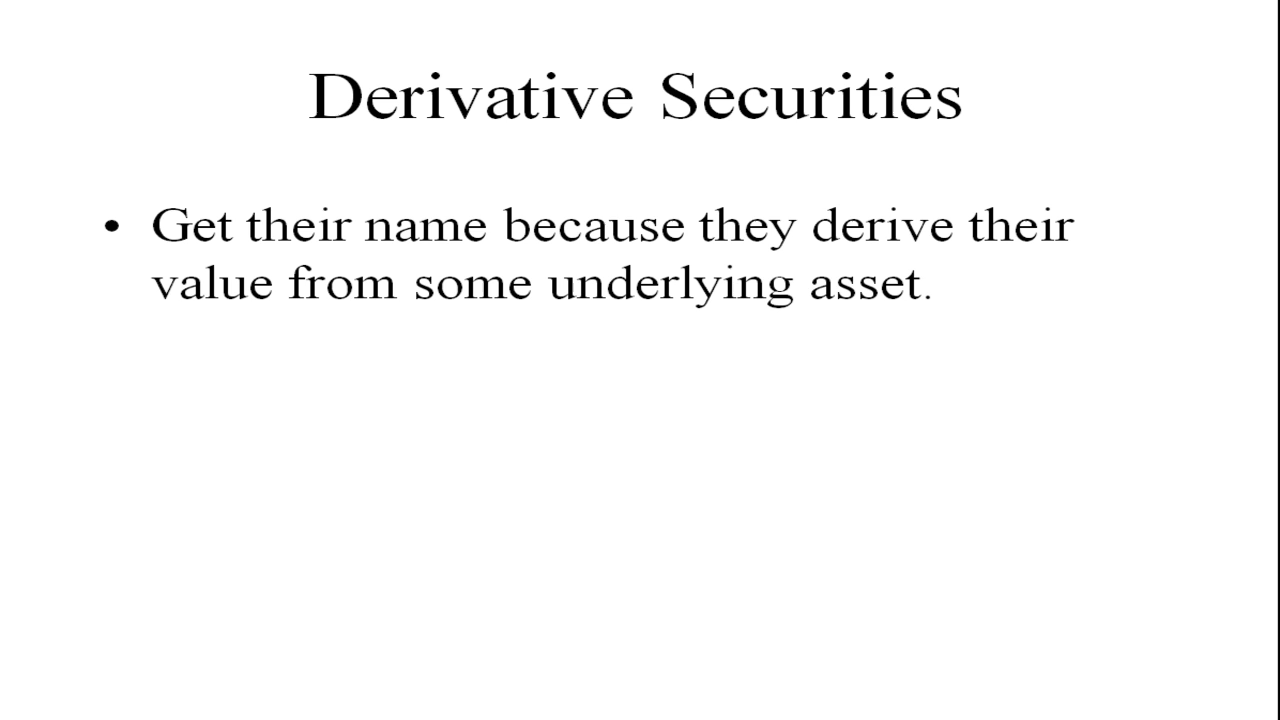 Derivative Securities
• Get their name because they derive their
value from some underlying asset.